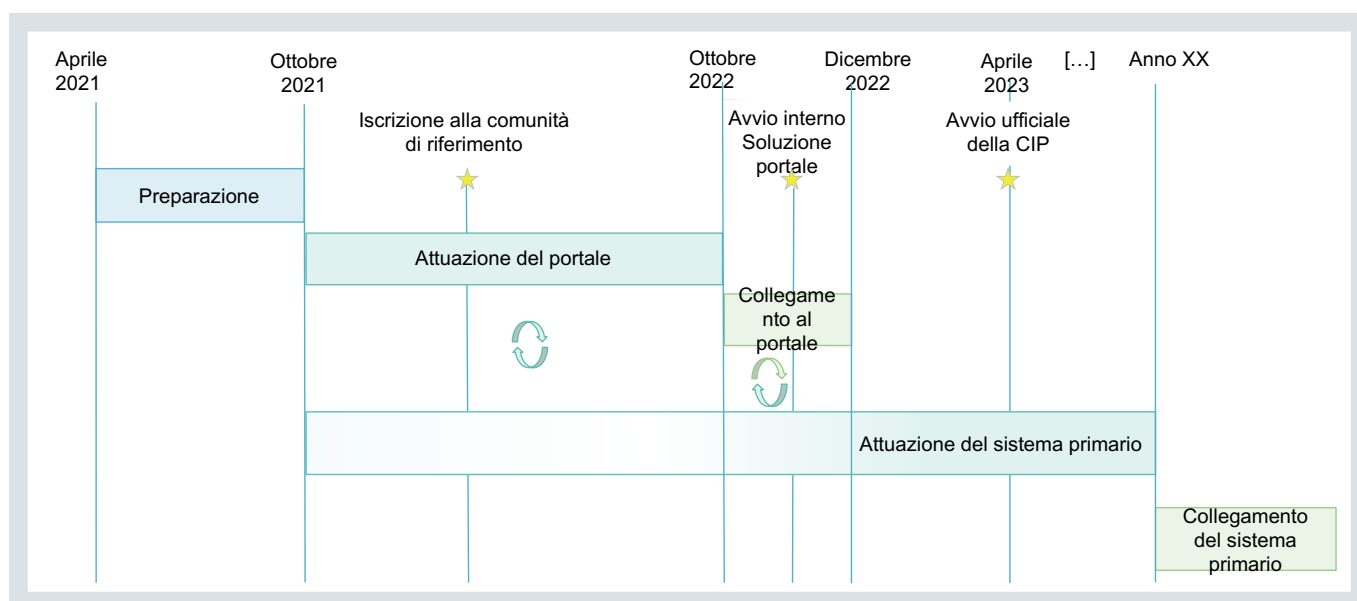 Aprile
2021
Ottobre
2021
Ottobre
2022
Dicembre
2022
Aprile
2023
[…]
Anno XX
Iscrizione alla comunità
di riferimento
Avvio interno
Soluzione
portale
Avvio ufficiale
della CIP
Preparazione
Attuazione del portale
Collegame
nto al
portale
Attuazione del sistema primario
Collegamento
del sistema
primario